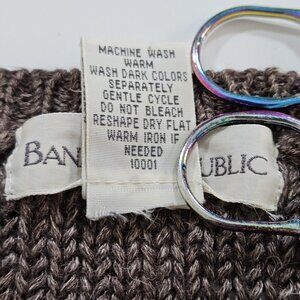 MACHINE WASH
WARM
WASH DARK COLORS
SEPARATELY
GENTLE CYCLE
DO NOT BLEACH
RESHAPE DRY FLAT
WARM IRON IF
NEEDED
10001
BAN UBLIC